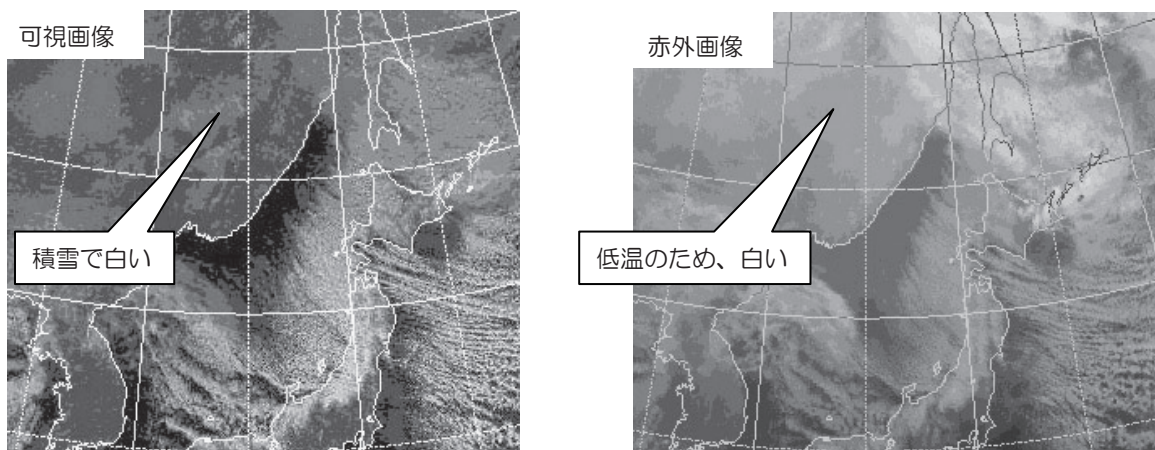 可視画像
積雪で白い
赤外画像
低温のため、白い